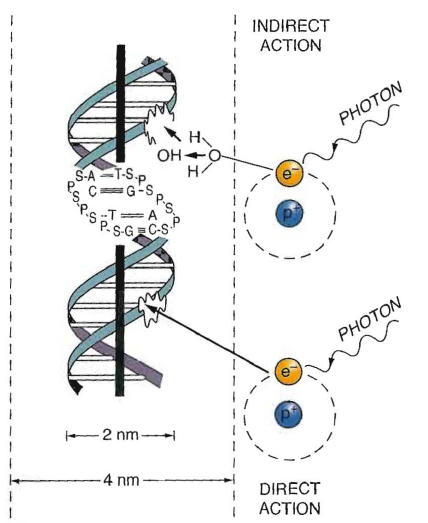 INDIRECT
ACTION
PHOTON
H
OH
O
H
e⁻
p⁺
S-A=T-S
P
P
C≡G-S
S
P
P
S
S
S--T=A
P
P
S-G≡C-S
PHOTON
e⁻
p⁺
2 nm
4 nm
DIRECT
ACTION